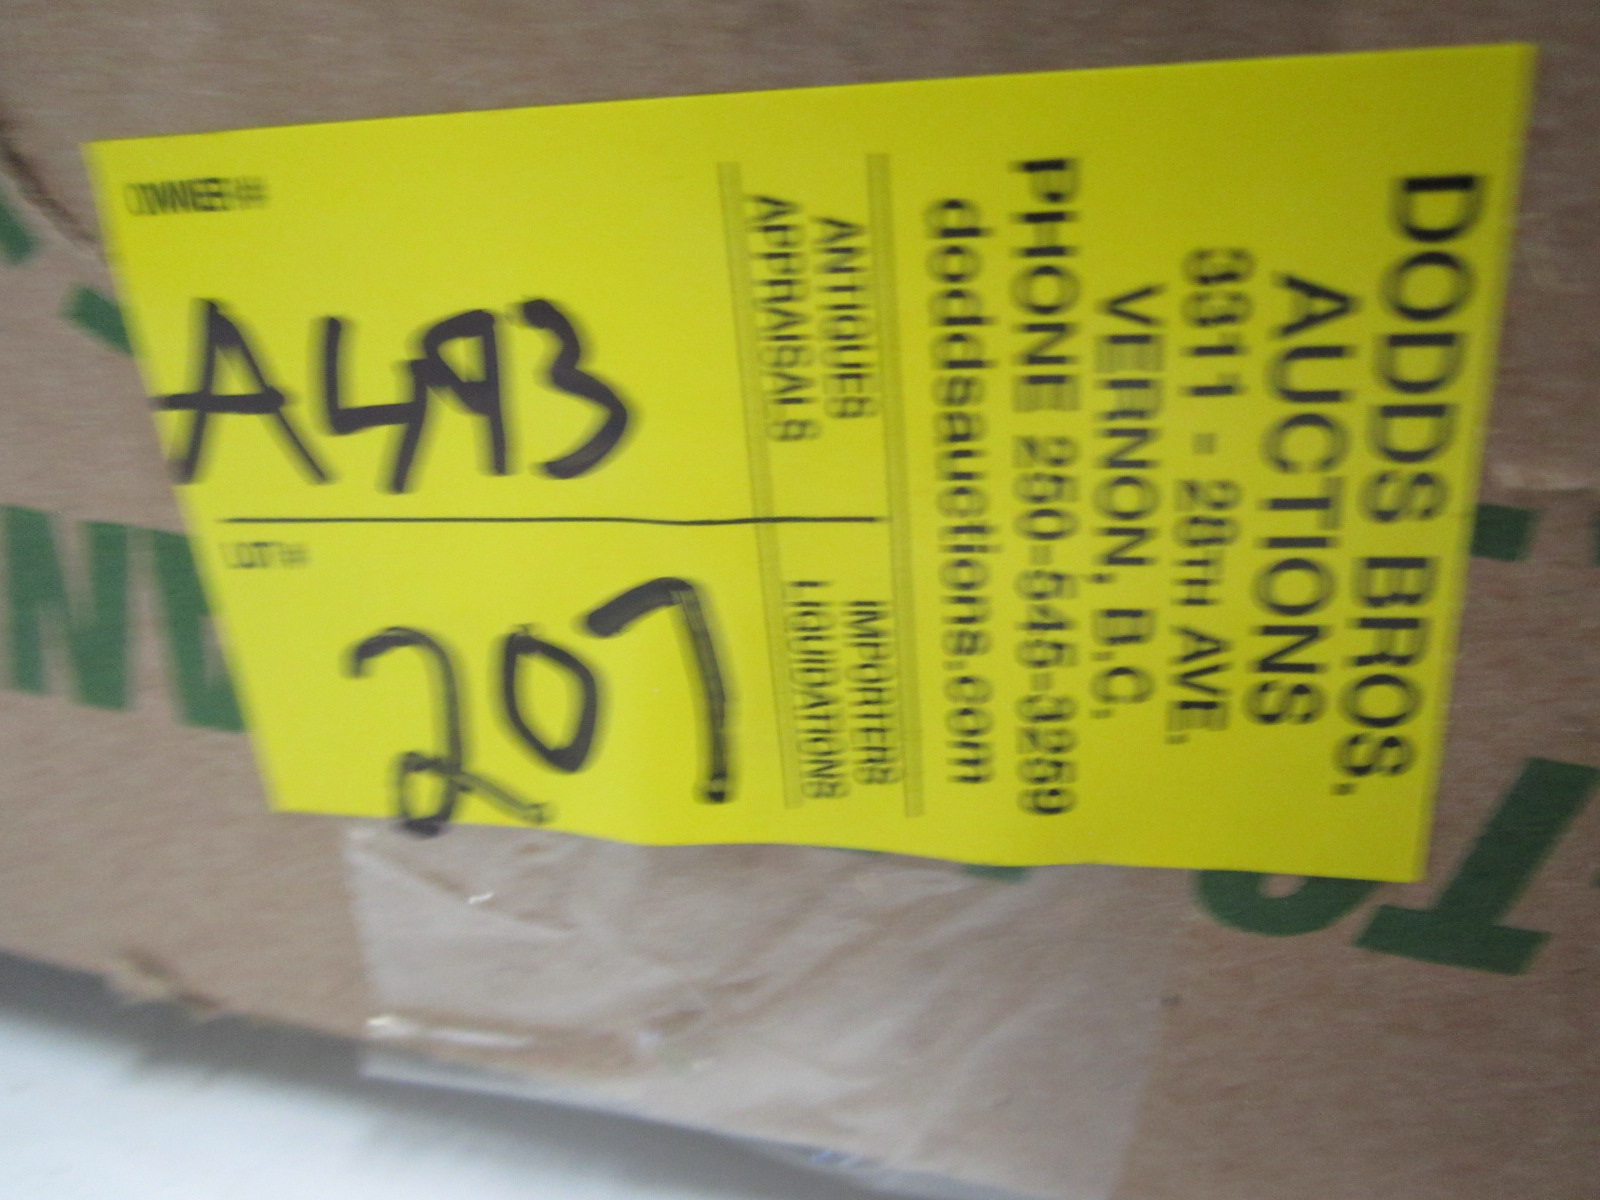 DODDS BROS.
AUCTIONS
3311 - 28TH AVE.
VERNON, B.C.
PHONE 250-545-3259
doddsauctions.com
ANTIQUES IMPORTERS
APPRAISALS LIQUIDATIONS
OWNER##
A493
LOT#
207